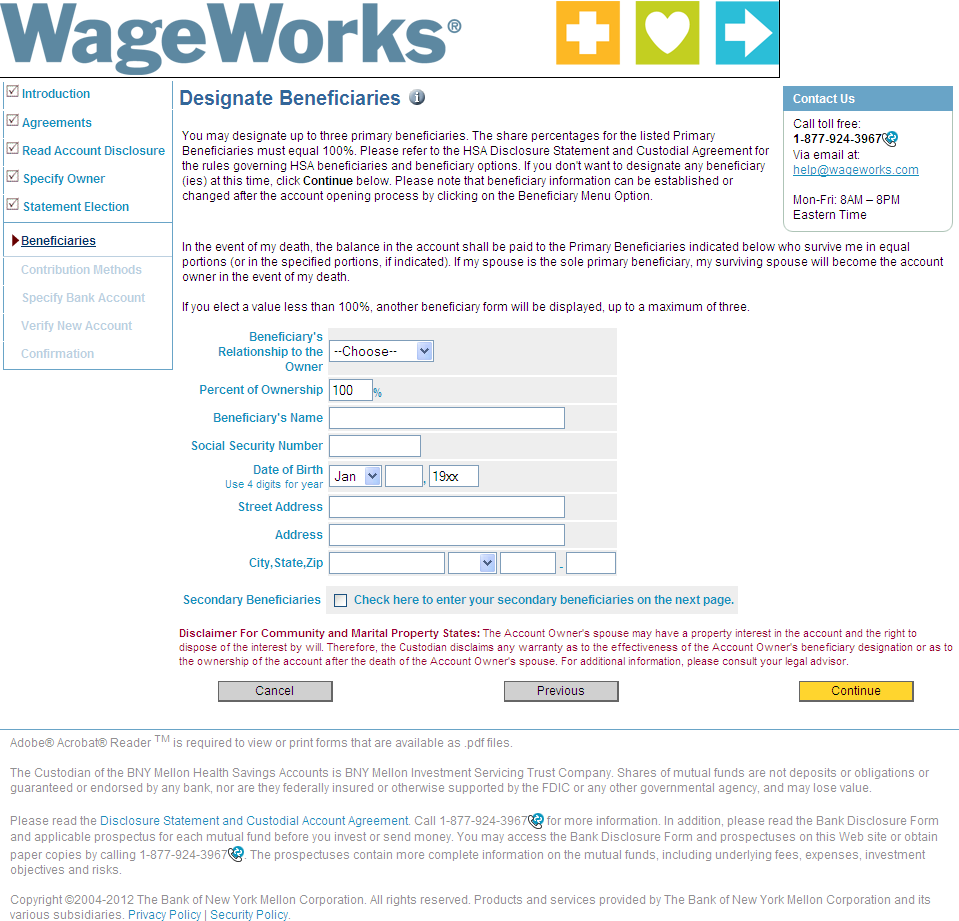 WageWorks®
Introduction
Agreements
Read Account Disclosure
Specify Owner
Statement Election
Beneficiaries
Contribution Methods
Specify Bank Account
Verify New Account
Confirmation
Designate Beneficiaries i
You may designate up to three primary beneficiaries. The share percentages for the listed Primary
Beneficiaries must equal 100%. Please refer to the HSA Disclosure Statement and Custodial Agreement for
the rules governing HSA beneficiaries and beneficiary options. If you don't want to designate any beneficiary
(ies) at this time, click Continue below. Please note that beneficiary information can be established or
changed after the account opening process by clicking on the Beneficiary Menu Option.
Contact Us
Call toll free:
1-877-924-3967
Via email at:
help@wageworks.com
Mon-Fri: 8AM – 8PM
Eastern Time
In the event of my death, the balance in the account shall be paid to the Primary Beneficiaries indicated below who survive me in equal
portions (or in the specified portions, if indicated). If my spouse is the sole primary beneficiary, my surviving spouse will become the account
owner in the event of my death.
If you elect a value less than 100%, another beneficiary form will be displayed, up to a maximum of three.
Beneficiary's
Relationship to the
Owner
--Choose--
Percent of Ownership 100 %
Beneficiary's Name
Social Security Number
Date of Birth
Use 4 digits for year
Jan , 19xx
Street Address
Address
City,State,Zip -
Secondary Beneficiaries Check here to enter your secondary beneficiaries on the next page.
Disclaimer For Community and Marital Property States: The Account Owner's spouse may have a property interest in the account and the right to
dispose of the interest by will. Therefore, the Custodian disclaims any warranty as to the effectiveness of the Account Owner's beneficiary designation or as to
the ownership of the account after the death of the Account Owner's spouse. For additional information, please consult your legal advisor.
Cancel Previous Continue
Adobe® Acrobat® Reader TM is required to view or print forms that are available as .pdf files.
The Custodian of the BNY Mellon Health Savings Accounts is BNY Mellon Investment Servicing Trust Company. Shares of mutual funds are not deposits or obligations or
guaranteed or endorsed by any bank, nor are they federally insured or otherwise supported by the FDIC or any other governmental agency, and may lose value.
Please read the Disclosure Statement and Custodial Account Agreement. Call 1-877-924-3967 for more information. In addition, please read the Bank Disclosure Form
and applicable prospectus for each mutual fund before you invest or send money. You may access the Bank Disclosure Form and prospectuses on this Web site or obtain
paper copies by calling 1-877-924-3967. The prospectuses contain more complete information on the mutual funds, including underlying fees, expenses, investment
objectives and risks.
Copyright ©2004-2012 The Bank of New York Mellon Corporation. All rights reserved. Products and services provided by The Bank of New York Mellon Corporation and its
various subsidiaries. Privacy Policy | Security Policy.